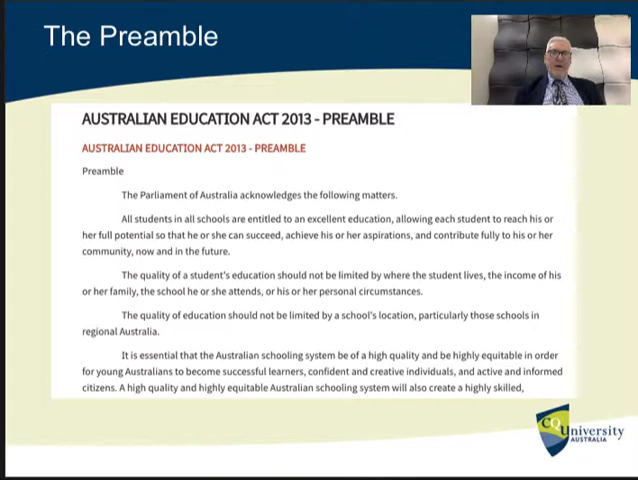 The Preamble
AUSTRALIAN EDUCATION ACT 2013 - PREAMBLE
AUSTRALIAN EDUCATION ACT 2013 - PREAMBLE
Preamble
The Parliament of Australia acknowledges the following matters.
All students in all schools are entitled to an excellent education, allowing each student to reach his or
her full potential so that he or she can succeed, achieve his or her aspirations, and contribute fully to his or her
community, now and in the future.
The quality of a student's education should not be limited by where the student lives, the income of his
or her family, the school he or she attends, or his or her personal circumstances.
The quality of education should not be limited by a school's location, particularly those schools in
regional Australia.
It is essential that the Australian schooling system be of a high quality and be highly equitable in order
for young Australians to become successful learners, confident and creative individuals, and active and informed
citizens. A high quality and highly equitable Australian schooling system will also create a highly skilled,
CQUniversity
AUSTRALIA